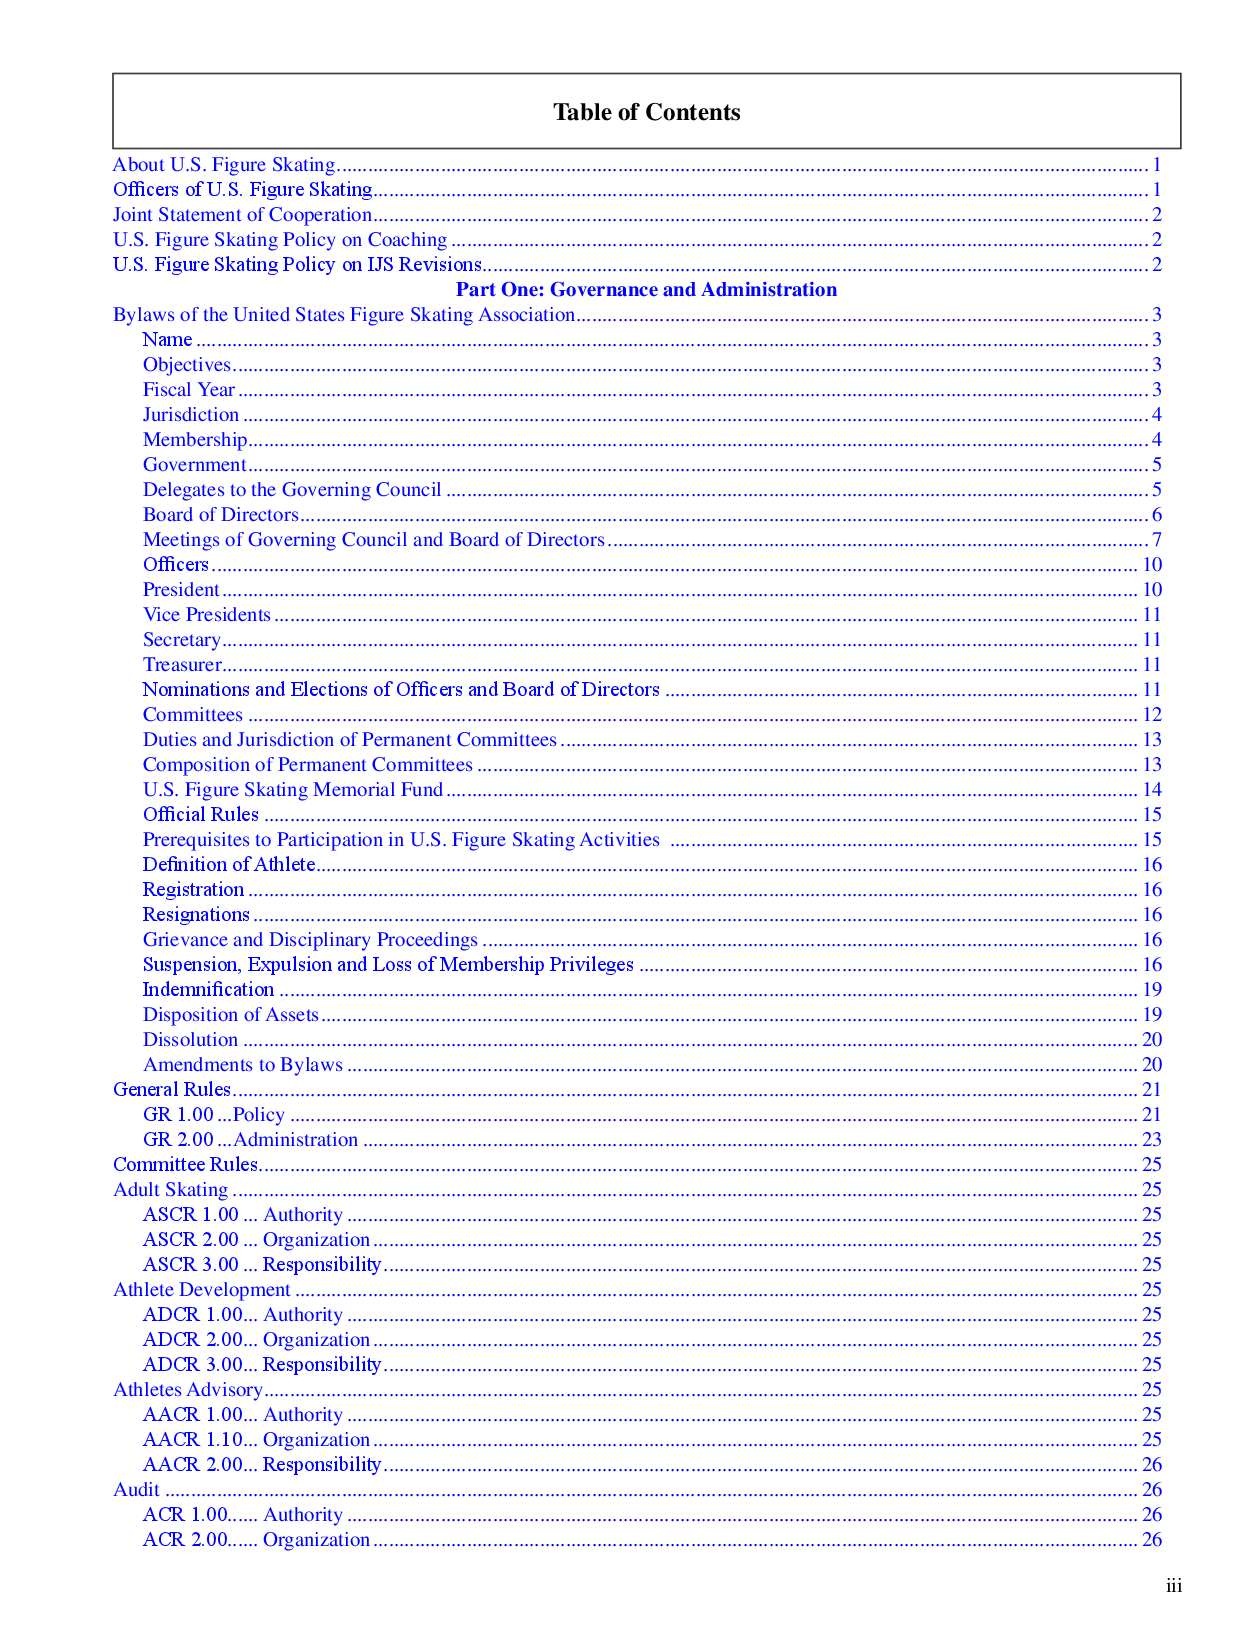 Table of Contents
About U.S. Figure Skating 1
Officers of U.S. Figure Skating 1
Joint Statement of Cooperation 2
U.S. Figure Skating Policy on Coaching 2
U.S. Figure Skating Policy on IJS Revisions 2
Part One: Governance and Administration
Bylaws of the United States Figure Skating Association 3
Name 3
Objectives 3
Fiscal Year 3
Jurisdiction 4
Membership 4
Government 5
Delegates to the Governing Council 5
Board of Directors 6
Meetings of Governing Council and Board of Directors 7
Officers 10
President 10
Vice Presidents 11
Secretary 11
Treasurer 11
Nominations and Elections of Officers and Board of Directors 11
Committees 12
Duties and Jurisdiction of Permanent Committees 13
Composition of Permanent Committees 13
U.S. Figure Skating Memorial Fund 14
Official Rules 15
Prerequisites to Participation in U.S. Figure Skating Activities 15
Definition of Athlete 16
Registration 16
Resignations 16
Grievance and Disciplinary Proceedings 16
Suspension, Expulsion and Loss of Membership Privileges 16
Indemnification 19
Disposition of Assets 19
Dissolution 20
Amendments to Bylaws 20
General Rules 21
GR 1.00 ...Policy 21
GR 2.00 ...Administration 23
Committee Rules 25
Adult Skating 25
ASCR 1.00 ... Authority 25
ASCR 2.00 ... Organization 25
ASCR 3.00 ... Responsibility 25
Athlete Development 25
ADCR 1.00... Authority 25
ADCR 2.00... Organization 25
ADCR 3.00... Responsibility 25
Athletes Advisory 25
AACR 1.00... Authority 25
AACR 1.10... Organization 25
AACR 2.00... Responsibility 26
Audit 26
ACR 1.00...... Authority 26
ACR 2.00...... Organization 26
iii